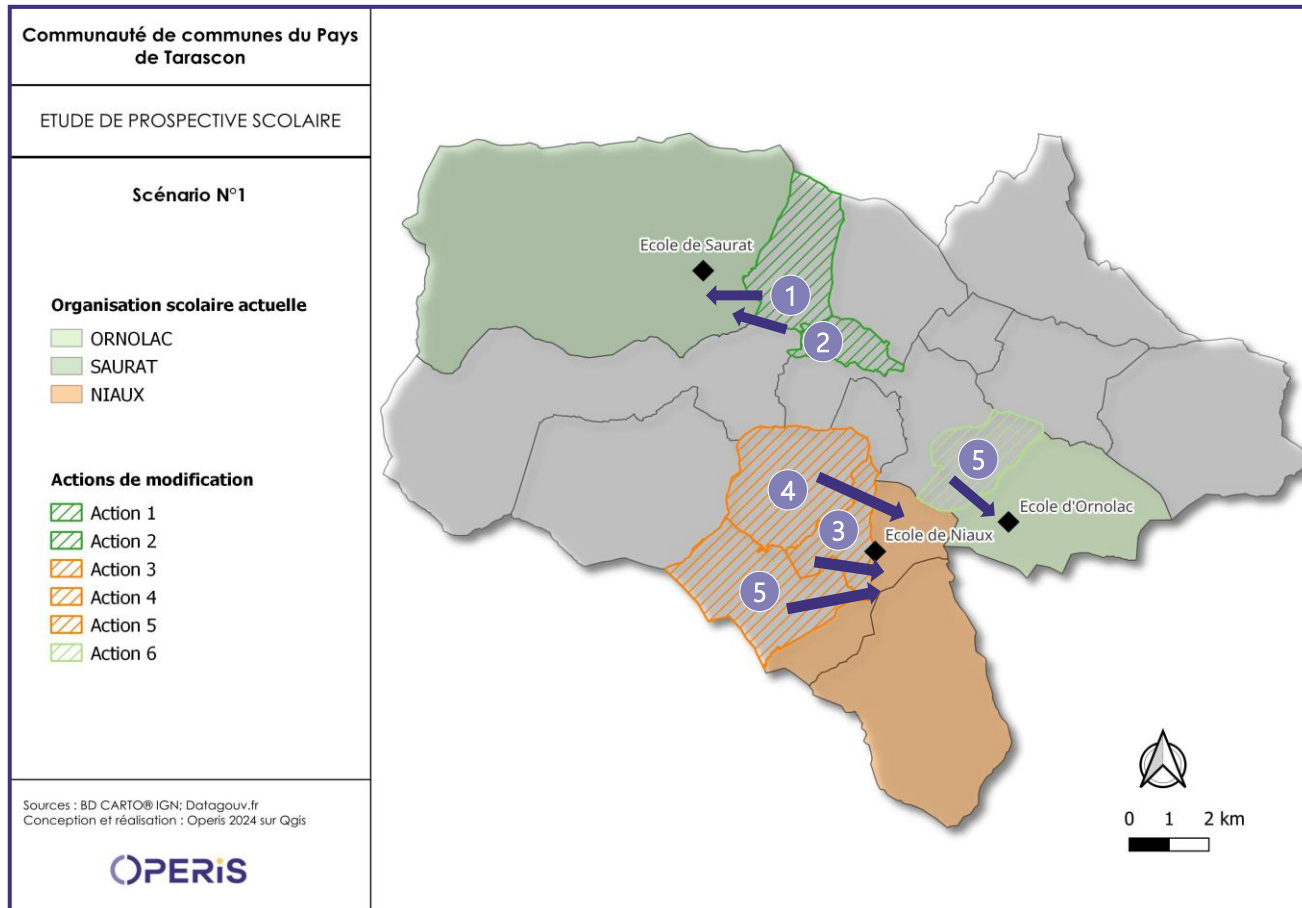 Communauté de communes du Pays
de Tarascon
ETUDE DE PROSPECTIVE SCOLAIRE
Scénario N°1
Organisation scolaire actuelle
ORNOLAC
SAURAT
NIAUX
Actions de modification
Action 1
Action 2
Action 3
Action 4
Action 5
Action 6
Sources : BD CARTO® IGN; Datagouv.fr
Conception et réalisation : Operis 2024 sur Qgis
OPERiS
Ecole de Saurat
1
2
5
4
Ecole d'Ornolac
3
Ecole de Niaux
5
0 1 2 km